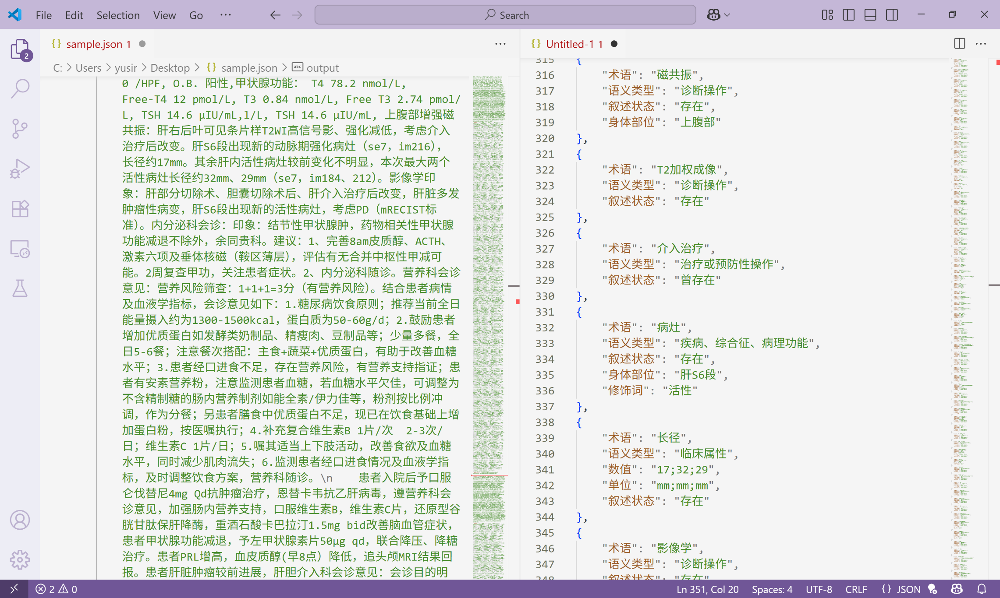 File Edit Selection View Go ··· Search
sample.json 1
C: > Users > yusir > Desktop > {} sample.json > output
0 /HPF, O.B. 阳性,甲状腺功能： T4 78.2 nmol/L,
Free-T4 12 pmol/L, T3 0.84 nmol/L, Free T3 2.74 pmol/
L, TSH 14.6 μIU/mL,l/L, TSH 14.6 μIU/mL, 上腹部增强磁
共振：肝右后叶可见条片样T2WI高信号影、强化减低，考虑介入
治疗后改变。肝S6段出现新的动脉期强化病灶（se7，im216），
长径约17mm。其余肝内活性病灶较前变化不明显，本次最大两个
活性病灶长径约32mm、29mm（se7，im184、212）。影像学印
象：肝部分切除术、胆囊切除术后、肝介入治疗后改变，肝脏多发
肿瘤性病变，肝S6段出现新的活性病灶，考虑PD（mRECIST标
准）。内分泌科会诊：印象：结节性甲状腺肿，药物相关性甲状腺
功能减退不除外，余同贵科。建议：1、完善8am皮质醇、ACTH、
激素六项及垂体核磁（鞍区薄层），评估有无合并中枢性甲减可
能。2周复查甲功，关注患者症状。2、内分泌科随诊。营养科会诊
意见：营养风险筛查：1+1+1=3分（有营养风险）。结合患者病情
及血液学指标，会诊意见如下：1.糖尿病饮食原则；推荐当前全日
能量摄入约为1300-1500kcal，蛋白质为50-60g/d；2.鼓励患者
增加优质蛋白如发酵类奶制品、精瘦肉、豆制品等；少量多餐，全
日5-6餐；注意餐次搭配：主食+蔬菜+优质蛋白，有助于改善血糖
水平；3.患者经口进食不足，存在营养风险，有营养支持指证；患
者有安素营养粉，注意监测患者血糖，若血糖水平欠佳，可调整为
不含精制糖的肠内营养制剂如能全素/伊力佳等，粉剂按比例冲
调，作为分餐；另患者膳食中优质蛋白不足，现已在饮食基础上增
加蛋白粉，按医嘱执行；4.补充复合维生素B 1片/次  2-3次/
日；维生素C 1片/日；5.嘱其适当上下肢活动，改善食欲及血糖
水平，同时减少肌肉流失；6.监测患者经口进食情况及血液学指
标，及时调整饮食方案，营养科随诊。\n    患者入院后予口服
仑伐替尼4mg Qd抗肿瘤治疗，恩替卡韦抗乙肝病毒，遵营养科会
诊意见，加强肠内营养支持，口服维生素B，维生素C片，还原型谷
胱甘肽保肝降酶，重酒石酸卡巴拉汀1.5mg bid改善脑血管症状，
患者甲状腺功能减退，予左甲状腺素片50μg qd，联合降压、降糖
治疗。患者PRL增高，血皮质醇(早8点）降低，追头颅MRI结果回
报。患者肝脏肿瘤较前进展，肝胆介入科会诊意见：会诊目的明
Untitled-1 1
315 {
316 "术语": "磁共振",
317 "语义类型": "诊断操作",
318 "叙述状态": "存在",
319 "身体部位": "上腹部"
320 },
321 {
322 "术语": "T2加权成像",
323 "语义类型": "诊断操作",
324 "叙述状态": "存在"
325 },
326 {
327 "术语": "介入治疗",
328 "语义类型": "治疗或预防性操作",
329 "叙述状态": "曾存在"
330 },
331 {
332 "术语": "病灶",
333 "语义类型": "疾病、综合征、病理功能",
334 "叙述状态": "存在",
335 "身体部位": "肝S6段",
336 "修饰词": "活性"
337 },
338 {
339 "术语": "长径",
340 "语义类型": "临床属性",
341 "数值": "17;32;29",
342 "单位": "mm;mm;mm",
343 "叙述状态": "存在"
344 },
345 {
346 "术语": "影像学",
347 "语义类型": "诊断操作",
348 "叙述状态": "存在"
2
2 0 Ln 351, Col 20 Spaces: 4 UTF-8 CRLF {} JSON